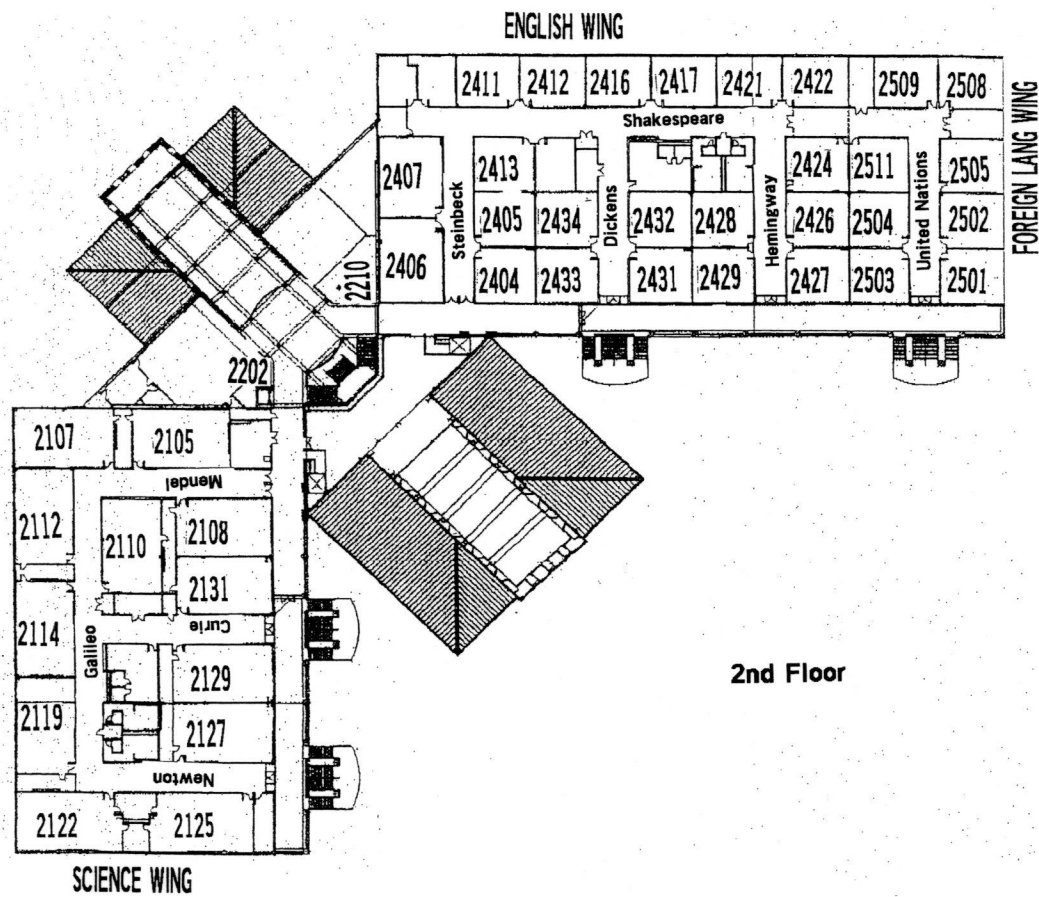 ENGLISH WING
2411 2412 2416 2417 2421 2422 2509 2508
Shakespeare
FOREIGN LANG WING
2407 2413 2424 2511 2505
Steinbeck Dickens Hemingway United Nations
2405 2434 2432 2428 2426 2504 2502
2406 2404 2433 2431 2429 2427 2503 2501
2210
2202
2107 2105
Mendel
2112 2110 2108
2131
Curie
2114
Galileo
2129
2nd Floor
2119 2127
Newton
2122 2125
SCIENCE WING